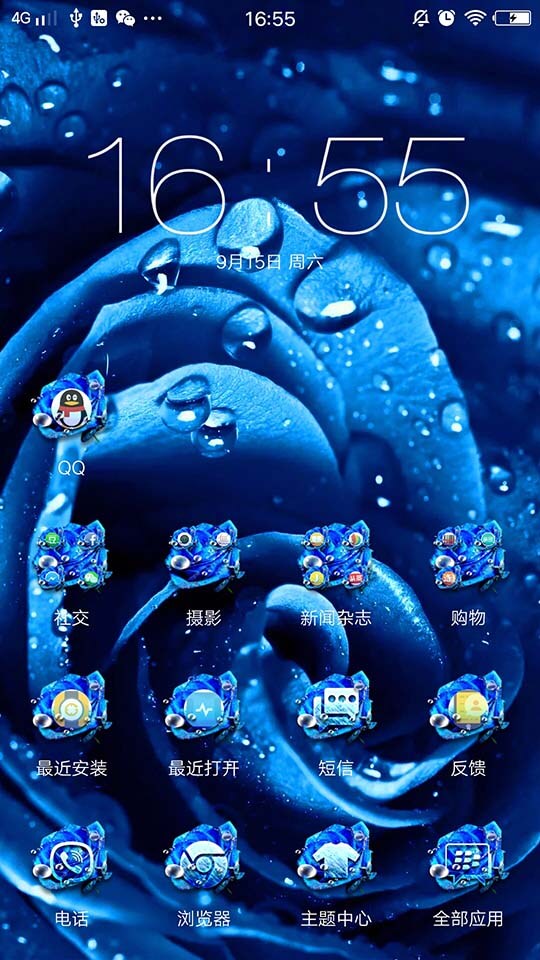 4G 16:55
16:55
9月15日 周六
QQ
社交 摄影 新闻杂志 购物
最近安装 最近打开 短信 反馈
电话 浏览器 主题中心 全部应用